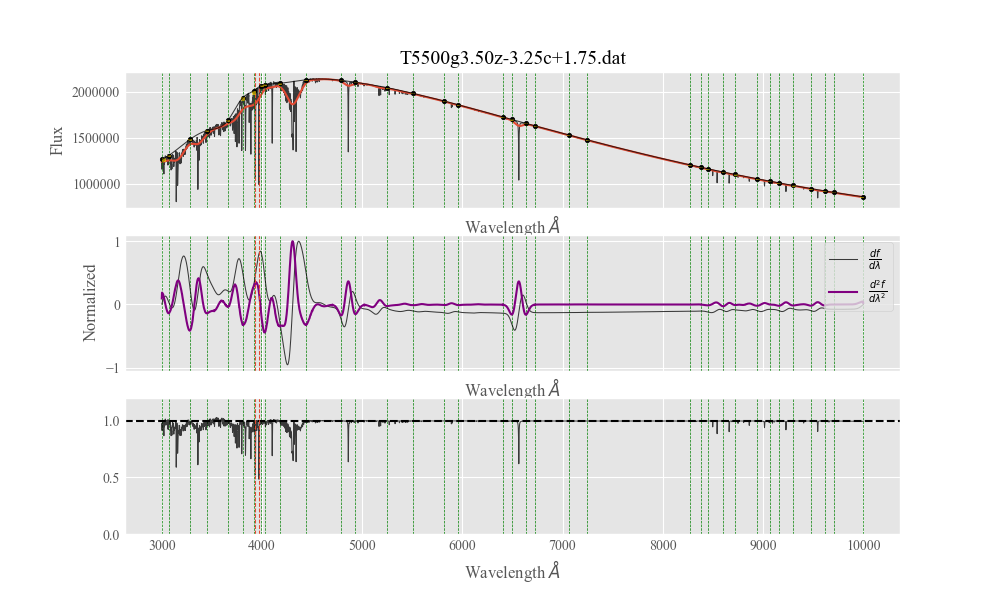 T5500g3.50z-3.25c+1.75.dat
Flux
2000000
1500000
1000000
Wavelength Å
Normalized
1
0
−1
df
dλ
d²f
dλ²
Wavelength Å
1.0
0.5
0.0
3000 4000 5000 6000 7000 8000 9000 10000
Wavelength Å